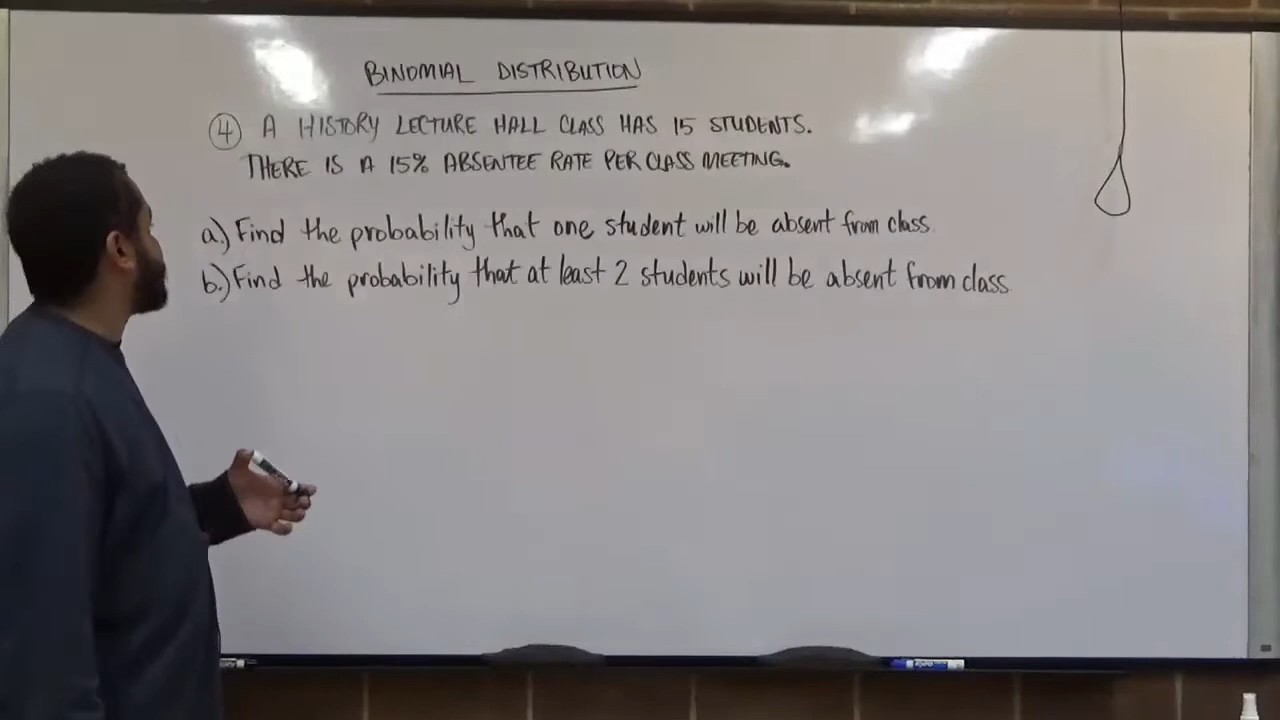 BINOMIAL DISTRIBUTION
④ A HISTORY LECTURE HALL CLASS HAS 15 STUDENTS.
THERE IS A 15% ABSENTEE RATE PER CLASS MEETING.
a.) Find the probability that one student will be absent from class.
b.) Find the probability that at least 2 students will be absent from class